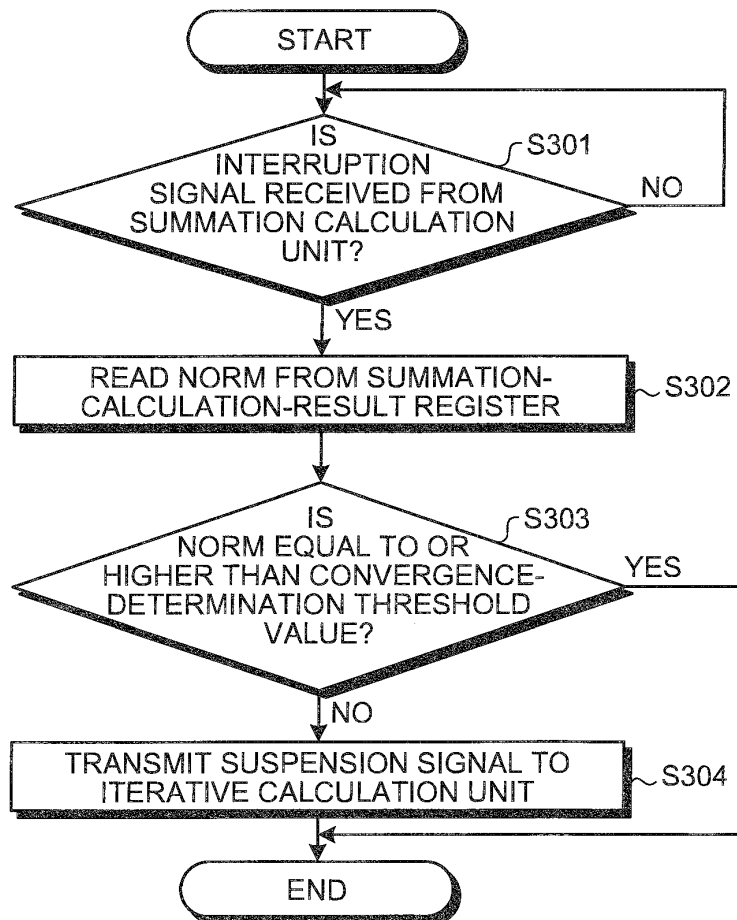 START
IS
INTERRUPTION
SIGNAL RECEIVED FROM
SUMMATION CALCULATION
UNIT?
S301
NO
YES
READ NORM FROM SUMMATION-
CALCULATION-RESULT REGISTER
S302
IS
NORM EQUAL TO OR
HIGHER THAN CONVERGENCE-
DETERMINATION THRESHOLD
VALUE?
S303
YES
NO
TRANSMIT SUSPENSION SIGNAL TO
ITERATIVE CALCULATION UNIT
S304
END